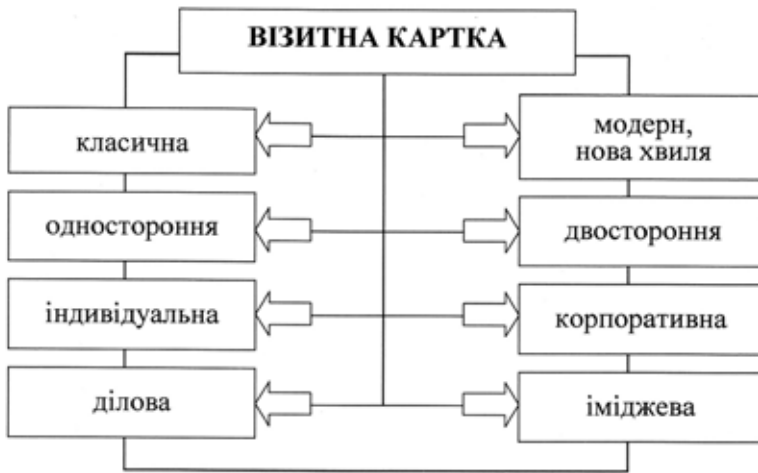 ВІЗИТНА КАРТКА
класична
модерн,
нова хвиля
одностороння
двостороння
індивідуальна
корпоративна
ділова
іміджева